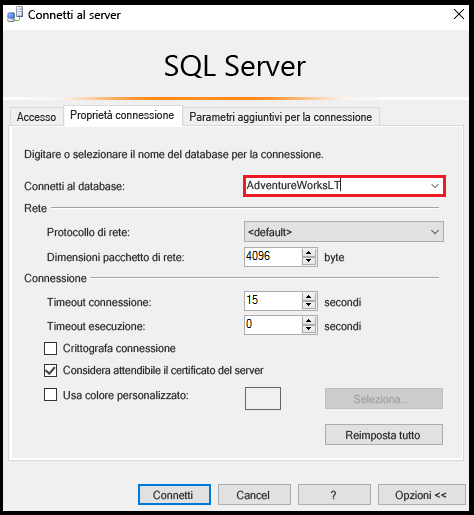 Connetti al server
SQL Server
Accesso Proprietà connessione Parametri aggiuntivi per la connessione
Digitare o selezionare il nome del database per la connessione.
Connetti al database: AdventureWorksLT
Rete
Protocollo di rete: <default>
Dimensioni pacchetto di rete: 4096 byte
Connessione
Timeout connessione: 15 secondi
Timeout esecuzione: 0 secondi
Crittografa connessione
Considera attendibile il certificato del server
Usa colore personalizzato: Seleziona...
Reimposta tutto
Connetti Cancel ? Opzioni <<